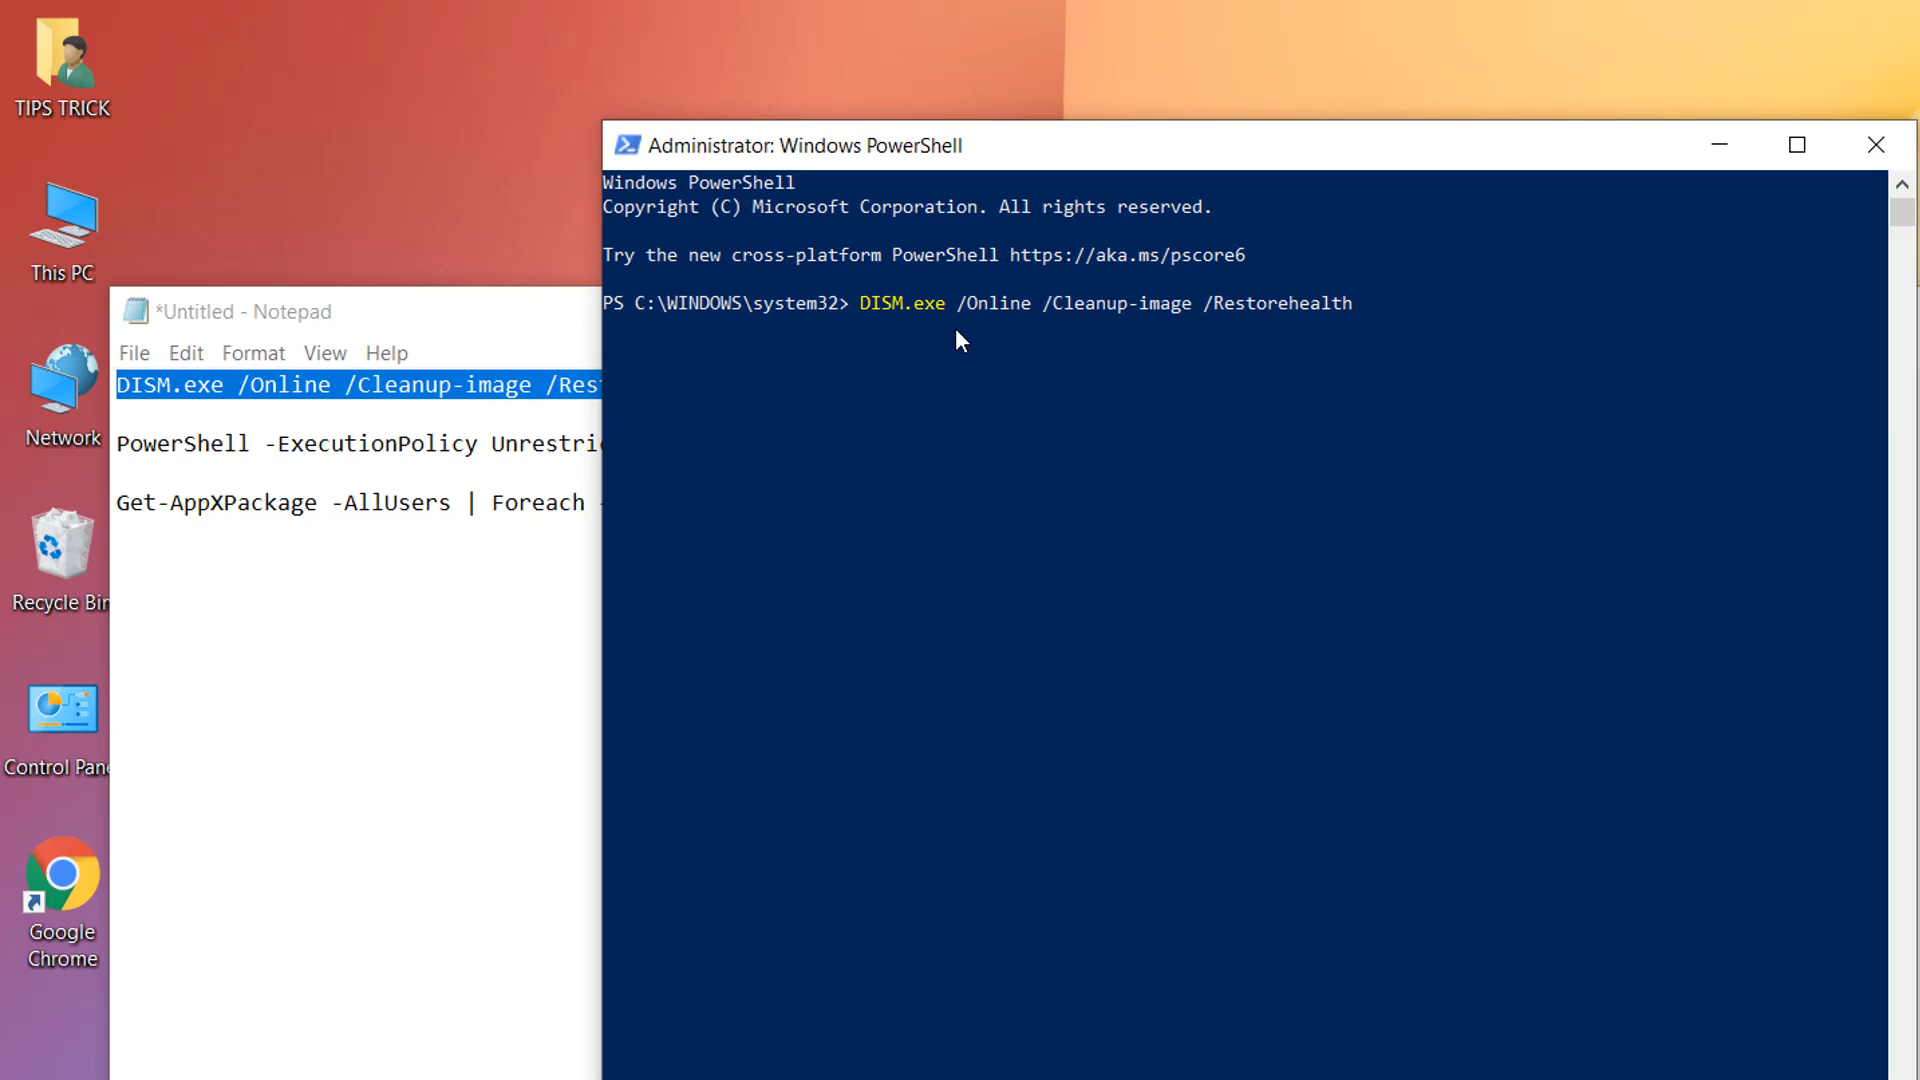 TIPS TRICK
This PC
Network
Recycle Bin
Control Pane
Google
Chrome
*Untitled - Notepad
File Edit Format View Help
DISM.exe /Online /Cleanup-image /Res
PowerShell -ExecutionPolicy Unrestric
Get-AppXPackage -AllUsers | Foreach -
Administrator: Windows PowerShell
Windows PowerShell
Copyright (C) Microsoft Corporation. All rights reserved.
Try the new cross-platform PowerShell https://aka.ms/pscore6
PS C:\WINDOWS\system32> DISM.exe /Online /Cleanup-image /Restorehealth